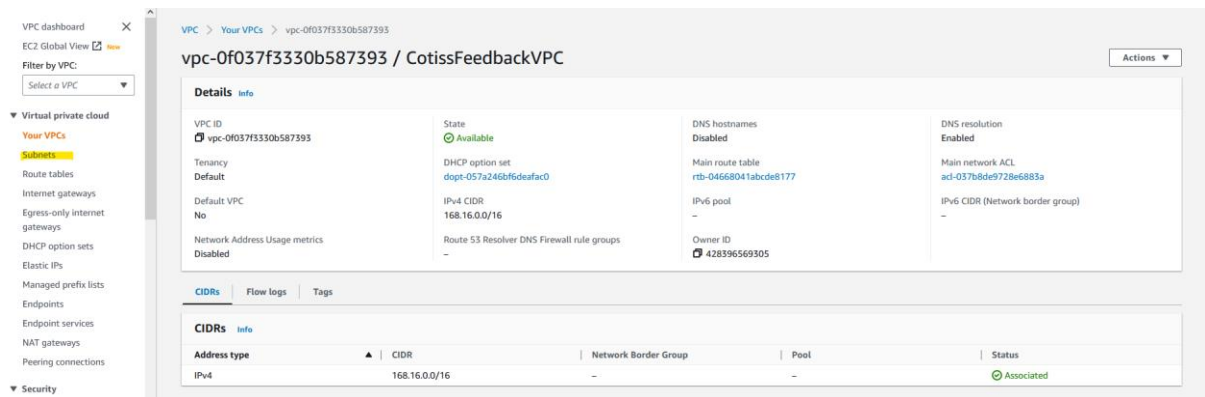 VPC dashboard
EC2 Global View New
Filter by VPC:
Select a VPC
Virtual private cloud
Your VPCs
Subnets
Route tables
Internet gateways
Egress-only internet
gateways
DHCP option sets
Elastic IPs
Managed prefix lists
Endpoints
Endpoint services
NAT gateways
Peering connections
Security
VPC > Your VPCs > vpc-0f037f3330b587393
vpc-0f037f3330b587393 / CotissFeedbackVPC
Actions
Details Info
VPC ID
vpc-0f037f3330b587393
State
Available
DNS hostnames
Disabled
DNS resolution
Enabled
Tenancy
Default
DHCP option set
dopt-057a246bf6deafac0
Main route table
rtb-04668041abcde8177
Main network ACL
acl-037b8de9728e6883a
Default VPC
No
IPv4 CIDR
168.16.0.0/16
IPv6 pool
–
IPv6 CIDR (Network border group)
–
Network Address Usage metrics
Disabled
Route 53 Resolver DNS Firewall rule groups
–
Owner ID
428396569305
CIDRs Flow logs Tags
CIDRs Info
Address type CIDR Network Border Group Pool Status
IPv4 168.16.0.0/16 – – Associated